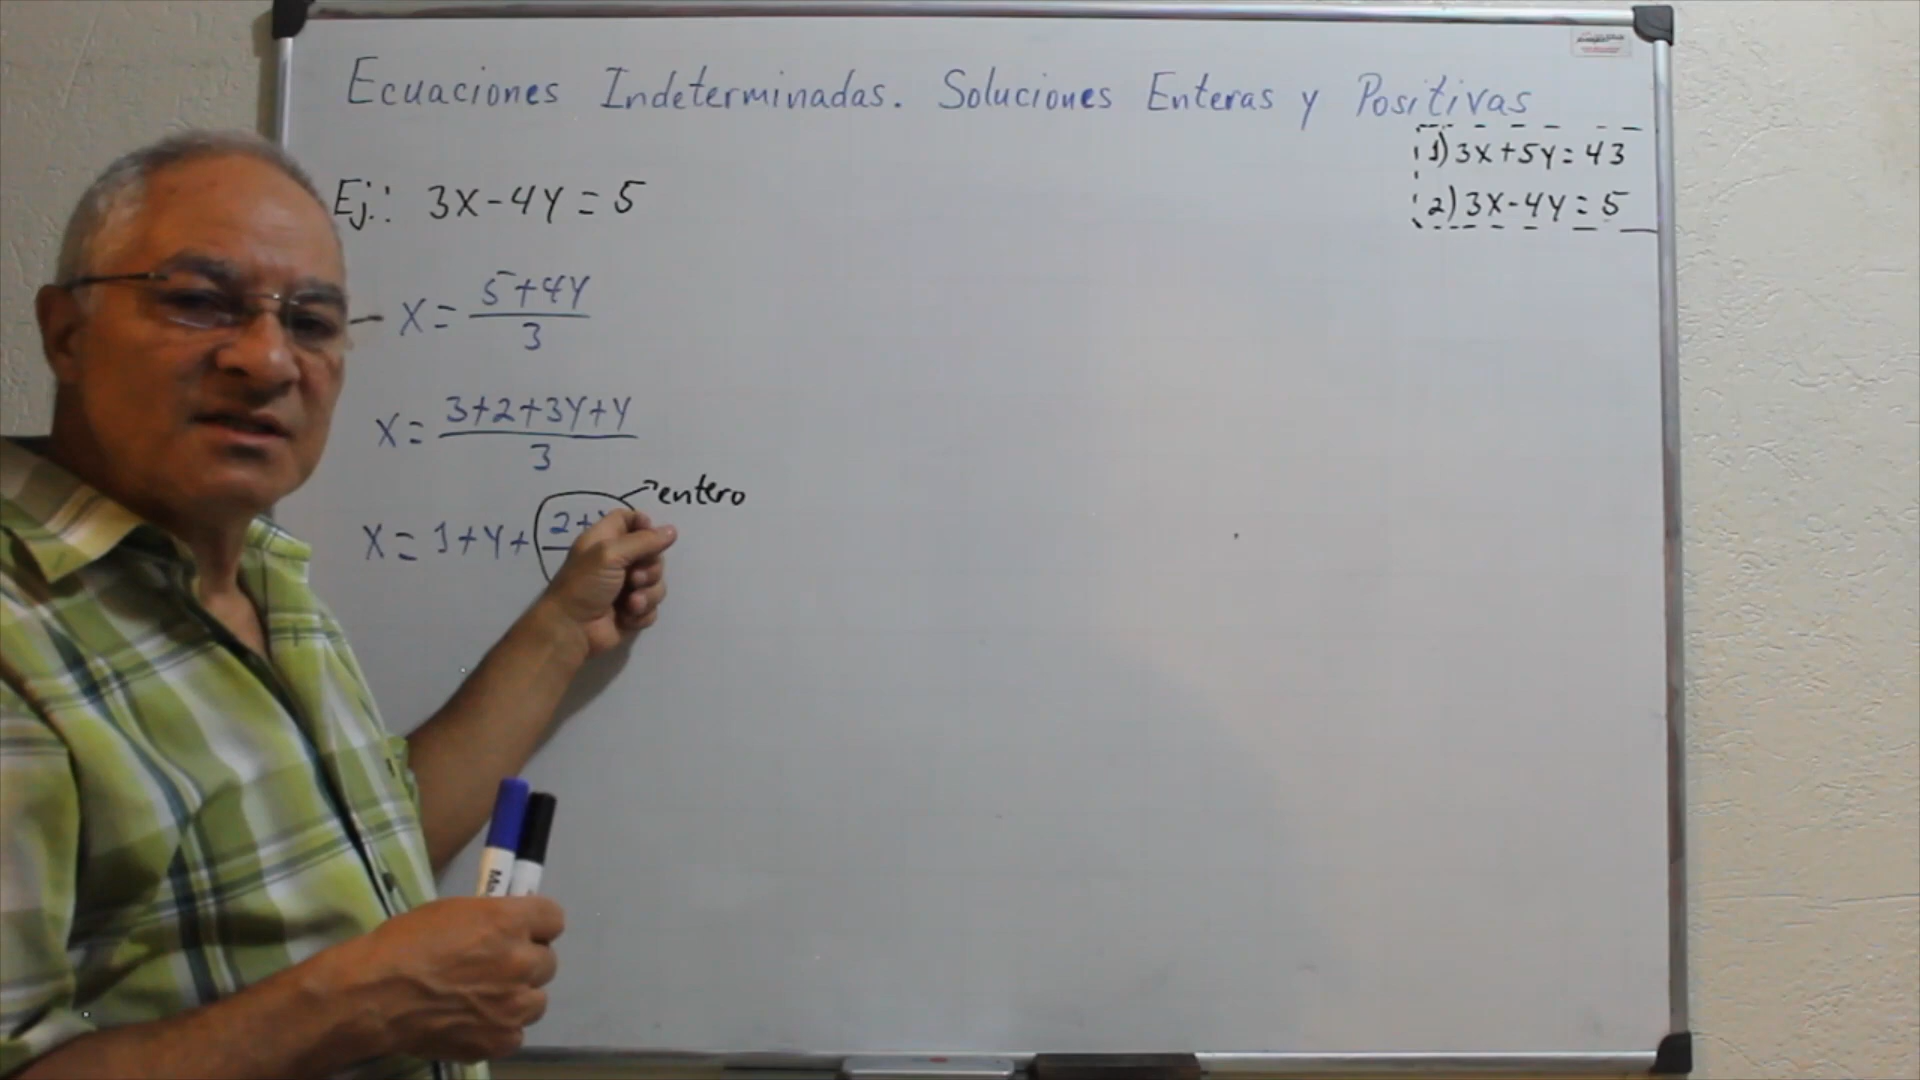 Ecuaciones Indeterminadas. Soluciones Enteras y Positivas
1) 3X+5Y=43
2) 3X-4Y=5
Ej.: 3X-4Y=5
X= 5+4Y
3
X= 3+2+3Y+Y
3
entero
X= 1+Y+ 2+